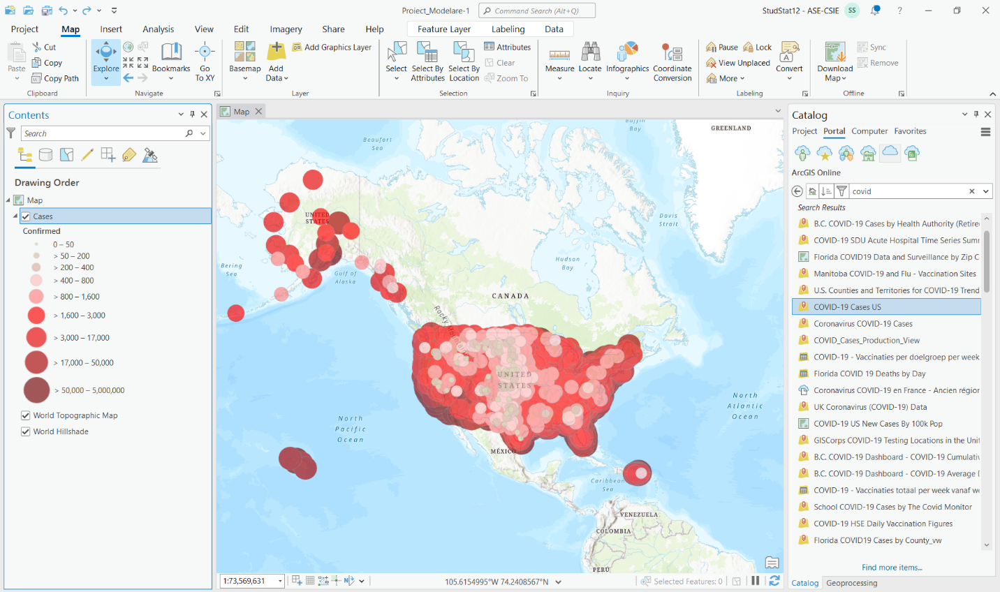 Project_Modelare-1
Command Search (Alt+Q)
StudStat12 - ASE-CSIE
SS
?
Project
Map
Insert
Analysis
View
Edit
Imagery
Share
Help
Feature Layer
Labeling
Data
Paste
Cut
Copy
Copy Path
Clipboard
Explore
Bookmarks
Go
To XY
Navigate
Basemap
Add
Data
Add Graphics Layer
Layer
Select
Select By
Attributes
Select By
Location
Attributes
Clear
Zoom To
Selection
Measure
Locate
Infographics
Coordinate
Conversion
Inquiry
Pause
Lock
View Unplaced
More
Convert
Labeling
Download
Map
Sync
Remove
Offline
Contents
Search
Drawing Order
Map
Cases
Confirmed
0 – 50
> 50 – 200
> 200 – 400
> 400 – 800
> 800 – 1,600
> 1,600 – 3,000
> 3,000 – 17,000
> 17,000 – 50,000
> 50,000 – 5,000,000
World Topographic Map
World Hillshade
Map
Baffin
Bay
GREENLAND
Beaufort
Sea
UNITED
STATES
Davis
Strait
Bering
Sea
Gulf of
Alaska
Hudson
Bay
CANADA
Rocky
UNITED
STATES
North
Pacific
Ocean
North
Atlantic
Ocean
MÉXICO
Caribbean
Sea
VENEZUELA
COLOMBIA
PERÚ
1:73,569,631
105.6154995°W 74.2408567°N
Selected Features: 0
Catalog
Project
Portal
Computer
Favorites
ArcGIS Online
covid
Search Results
B.C. COVID-19 Cases by Health Authority (Retire
COVID-19 SDU Acute Hospital Time Series Sum
Florida COVID19 Data and Surveillance by Zip C
Manitoba COVID-19 and Flu - Vaccination Sites
U.S. Counties and Territories for COVID-19 Trend
COVID-19 Cases US
Coronavirus COVID-19 Cases
COVID_Cases_Production_View
COVID-19 - Vaccinaties per doelgroep per week
Florida COVID 19 Deaths by Day
Coronavirus COVID-19 en France - Ancien région
UK Coronavirus (COVID-19) Data
COVID-19 US New Cases By 100k Pop
GISCorps COVID-19 Testing Locations in the Unit
B.C. COVID-19 Dashboard - COVID-19 Cumulativ
B.C. COVID-19 Dashboard - COVID-19 Average D
COVID-19 - Vaccinaties totaal per week vanaf w
School COVID-19 Cases by The Covid Monitor
COVID-19 HSE Daily Vaccination Figures
Florida COVID19 Cases by County_vw
Find more items...
Catalog
Geoprocessing